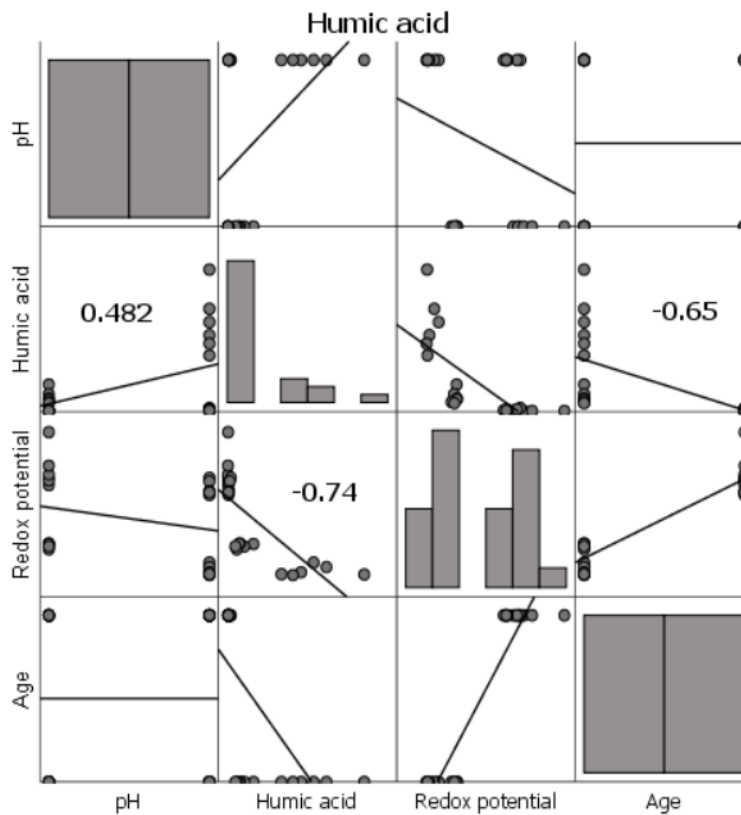 Humic acid
pH
Humic acid
0.482
-0.65
Redox potential
-0.74
Age
pH Humic acid Redox potential Age